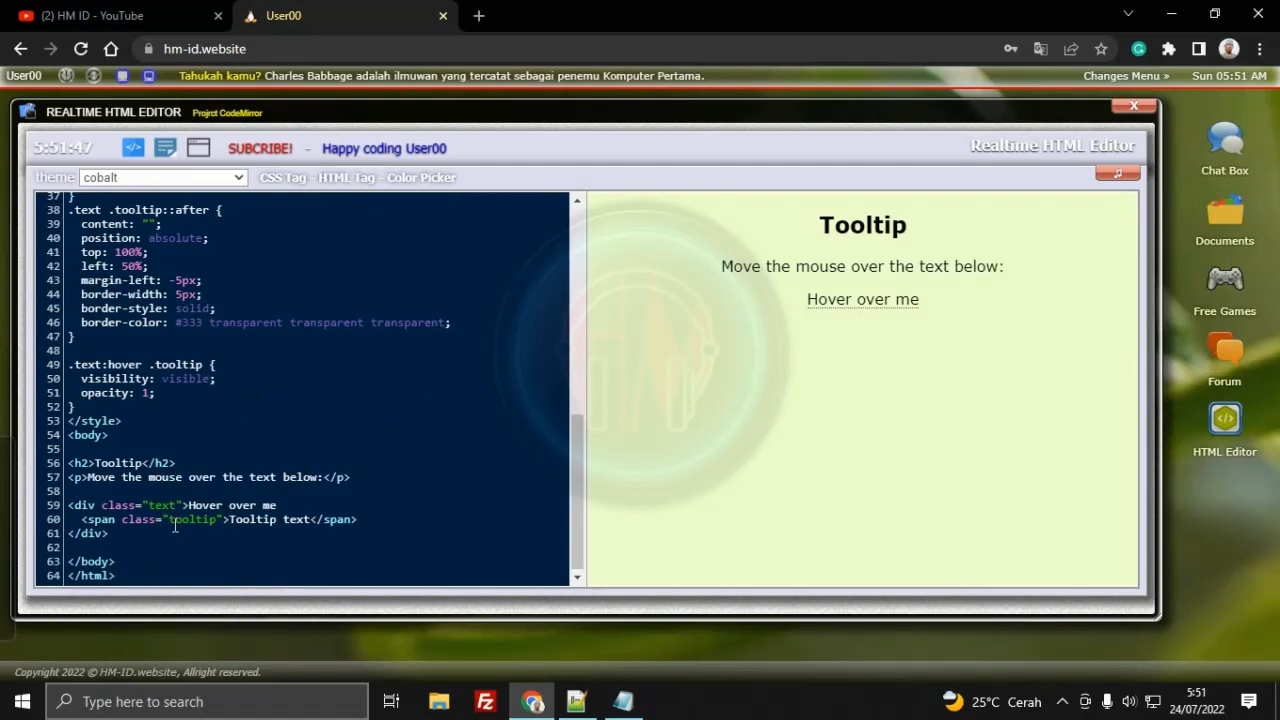 (2) HM ID - YouTube
User00
hm-id.website
User00
Tahukah kamu? Charles Babbage adalah ilmuwan yang tercatat sebagai penemu Komputer Pertama.
Changes Menu »
Sun 05:51 AM
REALTIME HTML EDITOR
Projrct CodeMirror
5:51:47
SUBCRIBE! - Happy coding User00
Realtime HTML Editor
theme cobalt
CSS Tag - HTML Tag - Color Picker
37 }
38 .text .tooltip::after {
39 content: "";
40 position: absolute;
41 top: 100%;
42 left: 50%;
43 margin-left: -5px;
44 border-width: 5px;
45 border-style: solid;
46 border-color: #333 transparent transparent transparent;
47 }
48
49 .text:hover .tooltip {
50 visibility: visible;
51 opacity: 1;
52 }
53 </style>
54 <body>
55
56 <h2>Tooltip</h2>
57 <p>Move the mouse over the text below:</p>
58
59 <div class="text">Hover over me
60 <span class="tooltip">Tooltip text</span>
61 </div>
62
63 </body>
64 </html>
Tooltip
Move the mouse over the text below:
Hover over me
Chat Box
Documents
Free Games
Forum
HTML Editor
Copyright 2022 © HM-ID.website, Allright reserved.
Type here to search
25°C Cerah
5:51
24/07/2022